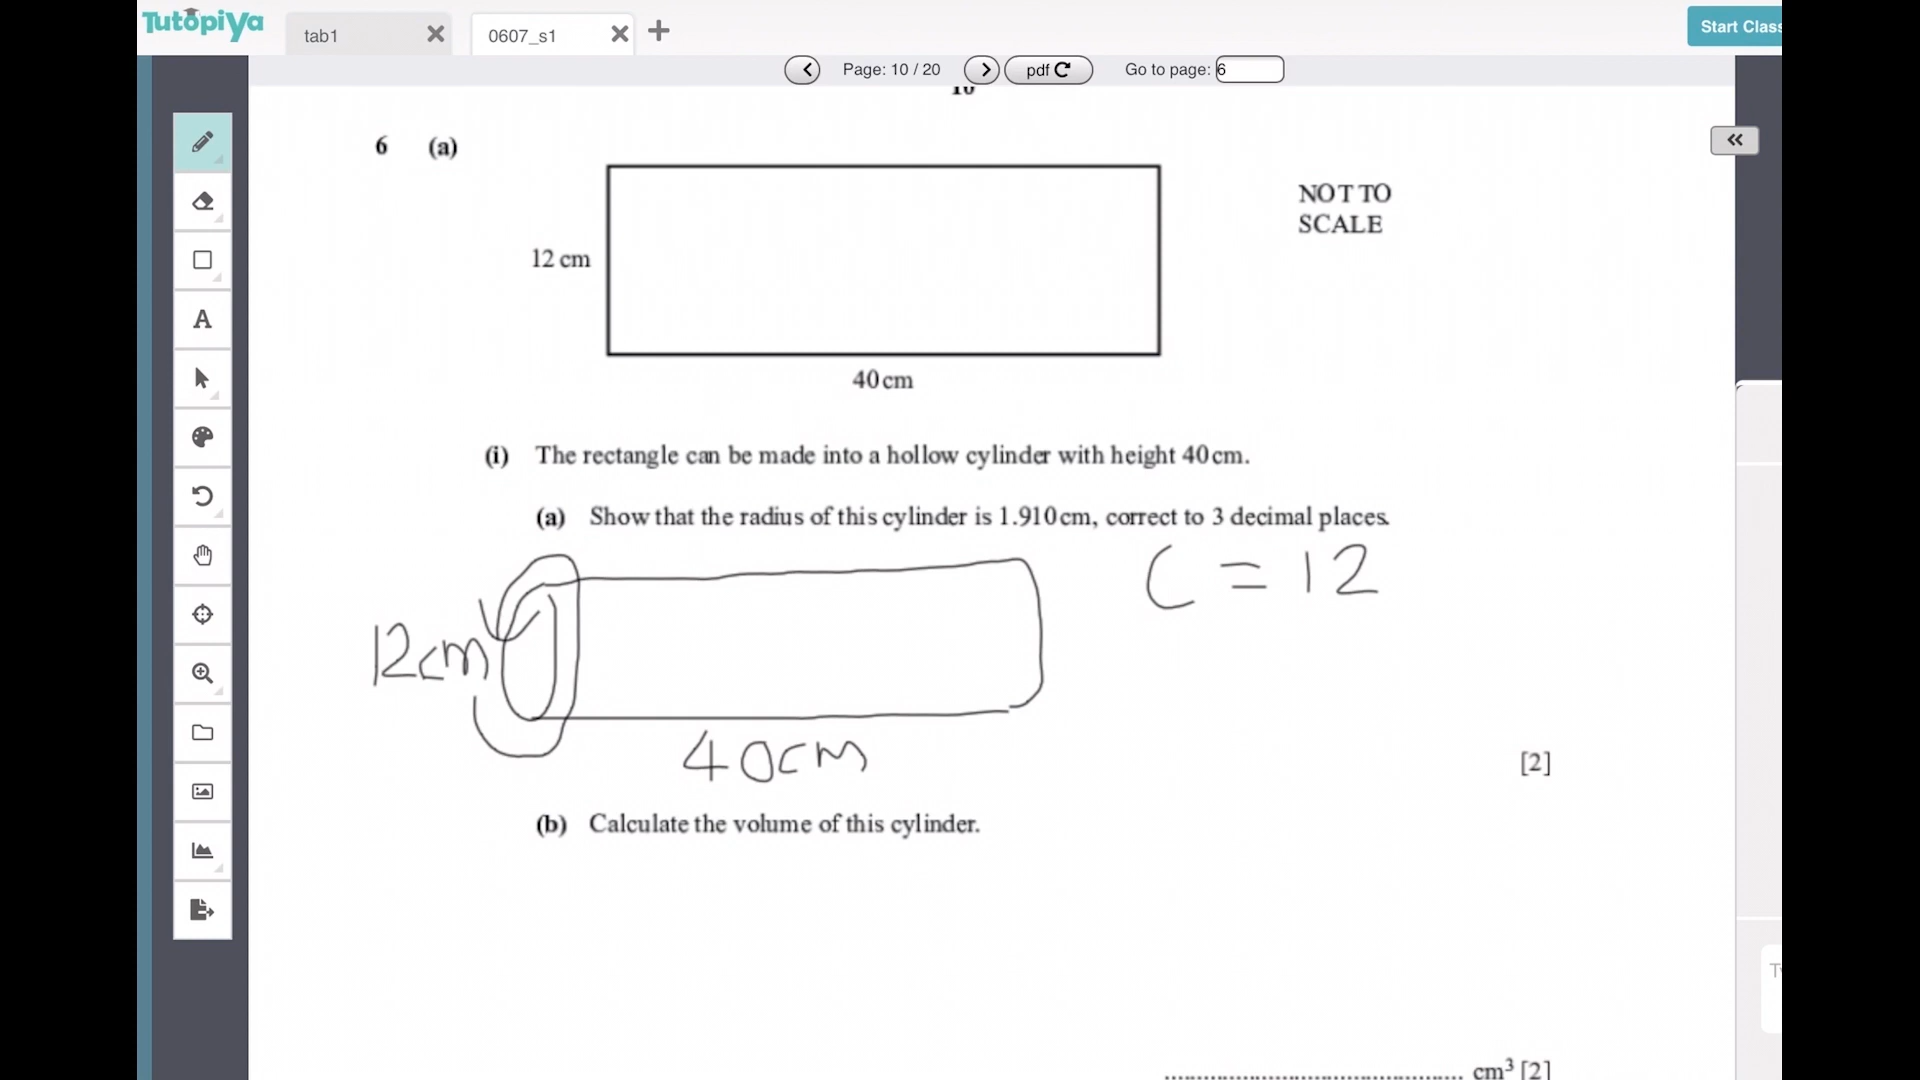 Tutopiya
tab1
0607_s1
Start Clas
Page: 10 / 20
pdf
Go to page: 6
10
6 (a)
NOT TO
SCALE
12 cm
40 cm
(i) The rectangle can be made into a hollow cylinder with height 40 cm.
(a) Show that the radius of this cylinder is 1.910 cm, correct to 3 decimal places.
C = 12
12cm
40cm
[2]
(b) Calculate the volume of this cylinder.
A
cm³ [2]